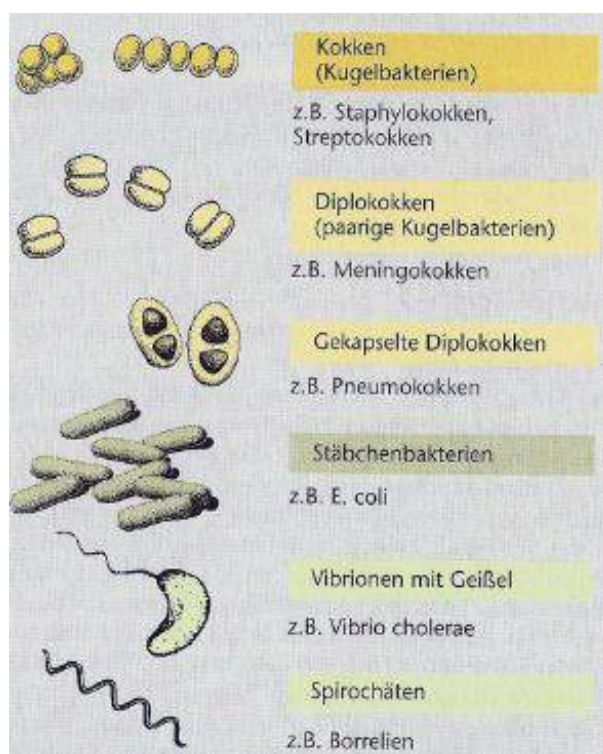 Kokken
(Kugelbakterien)
z.B. Staphylokokken,
Streptokokken
Diplokokken
(paarige Kugelbakterien)
z.B. Meningokokken
Gekapselte Diplokokken
z.B. Pneumokokken
Stäbchenbakterien
z.B. E. coli
Vibrionen mit Geißel
z.B. Vibrio cholerae
Spirochäten
z.B. Borrelien